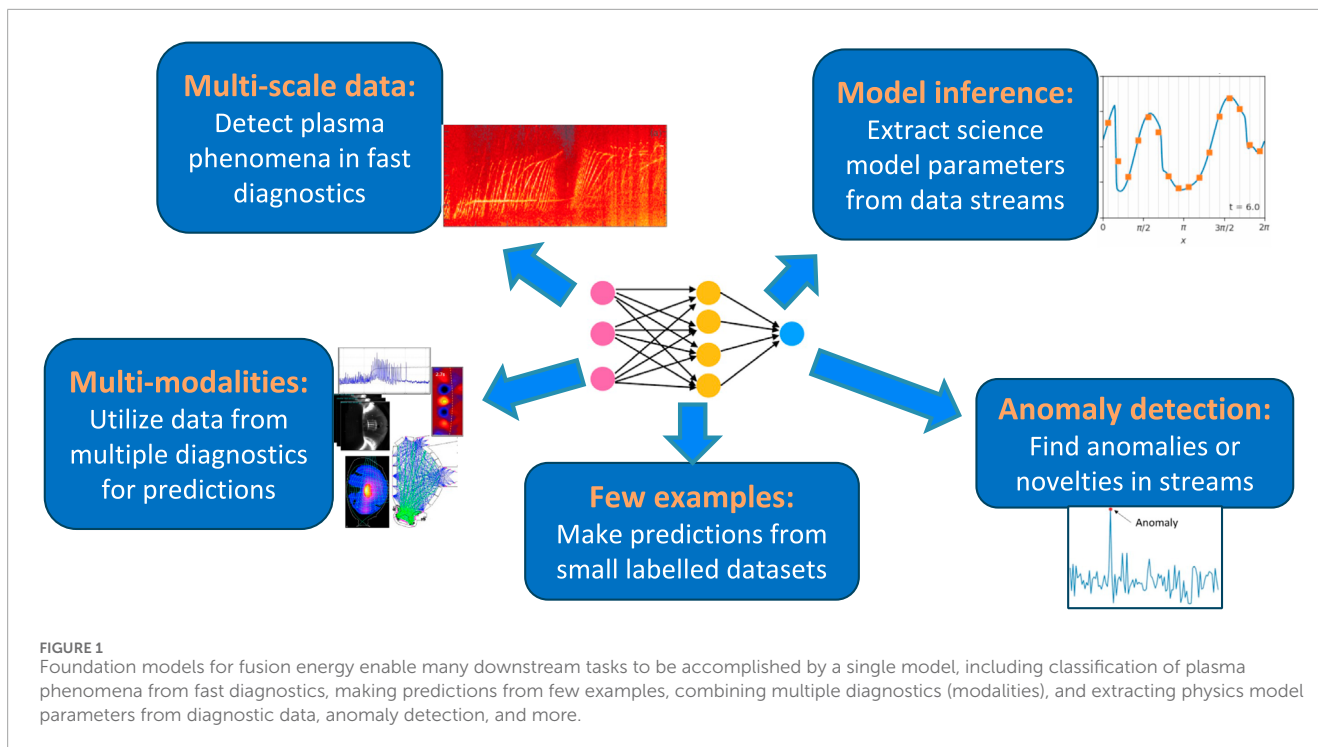 Multi-scale data:
Detect plasma
phenomena in fast
diagnostics
Model inference:
Extract science
model parameters
from data streams
t = 6.0
0 π/2 π 3π/2 2π
x
Multi-modalities:
Utilize data from
multiple diagnostics
for predictions
Few examples:
Make predictions from
small labelled datasets
Anomaly detection:
Find anomalies or
novelties in streams
Anomaly
FIGURE 1
Foundation models for fusion energy enable many downstream tasks to be accomplished by a single model, including classification of plasma
phenomena from fast diagnostics, making predictions from few examples, combining multiple diagnostics (modalities), and extracting physics model
parameters from diagnostic data, anomaly detection, and more.